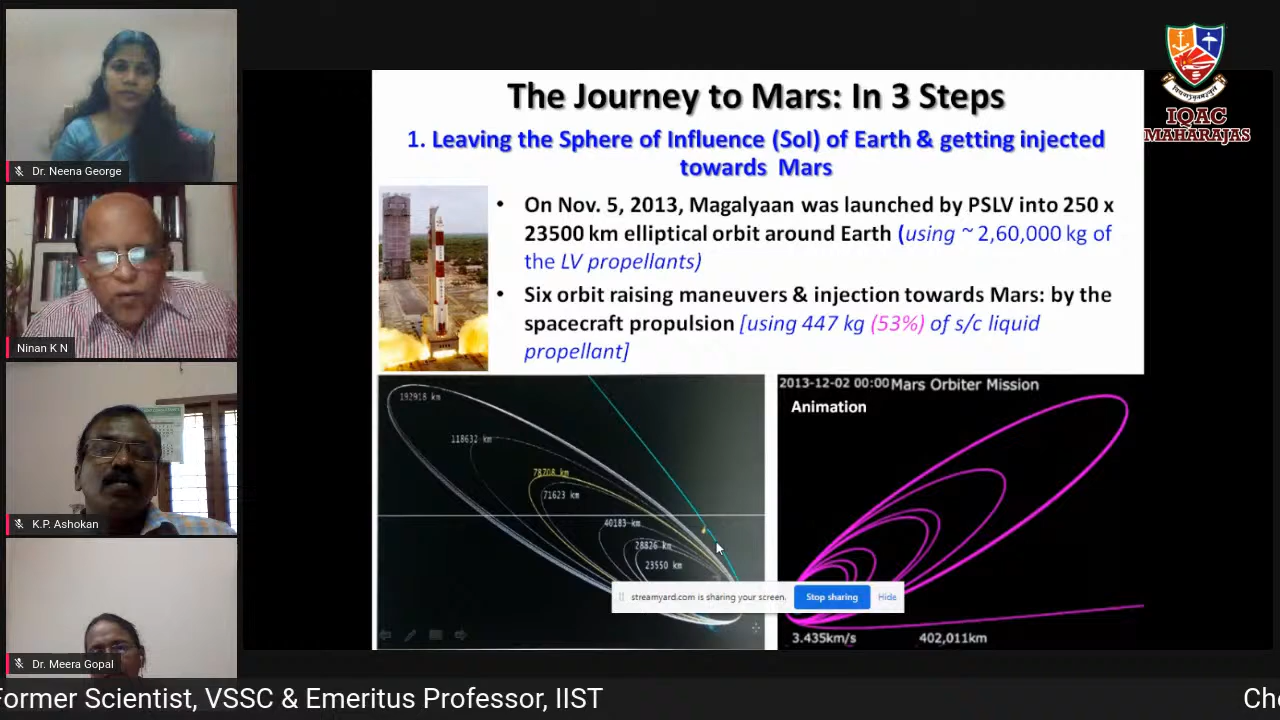 Dr. Neena George
Ninan K N
K.P. Ashokan
Dr. Meera Gopal
The Journey to Mars: In 3 Steps
1. Leaving the Sphere of Influence (SoI) of Earth & getting injected
towards Mars
• On Nov. 5, 2013, Magalyaan was launched by PSLV into 250 x
23500 km elliptical orbit around Earth (using ~ 2,60,000 kg of
the LV propellants)
• Six orbit raising maneuvers & injection towards Mars: by the
spacecraft propulsion [using 447 kg (53%) of s/c liquid
propellant]
192918 km
118632 km
78708 km
71623 km
40183 km
28826 km
23550 km
2013-12-02 00:00 Mars Orbiter Mission
Animation
3.435km/s 402,011km
streamyard.com is sharing your screen. Stop sharing Hide
IQAC
MAHARAJAS
Former Scientist, VSSC & Emeritus Professor, IIST